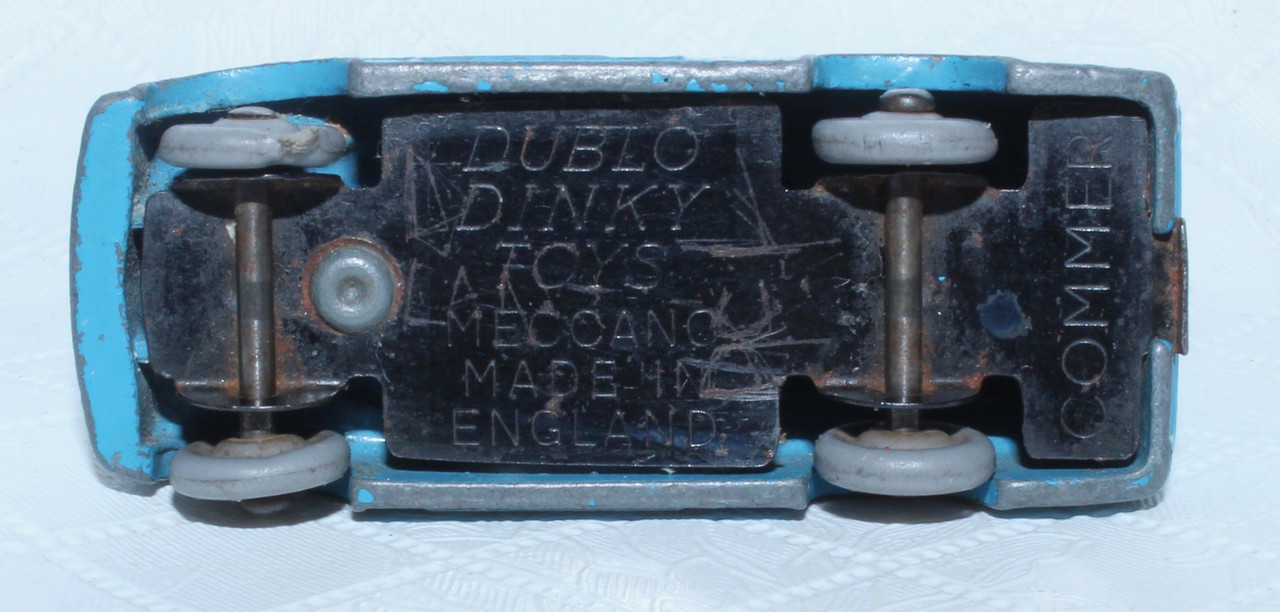 DUBLO
DINKY
TOYS
MECCANO
MADE IN
ENGLAND
COMMER